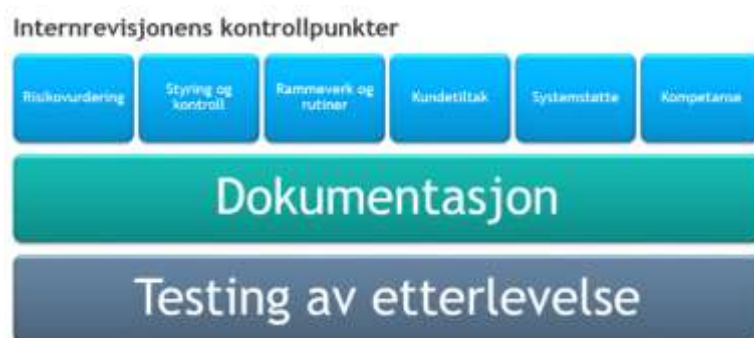 Internrevisjonens kontrollpunkter
Risikovurdering
Styring og
kontroll
Rammeverk og
rutiner
Kundetiltak
Systemstøtte
Kompetanse
Dokumentasjon
Testing av etterlevelse